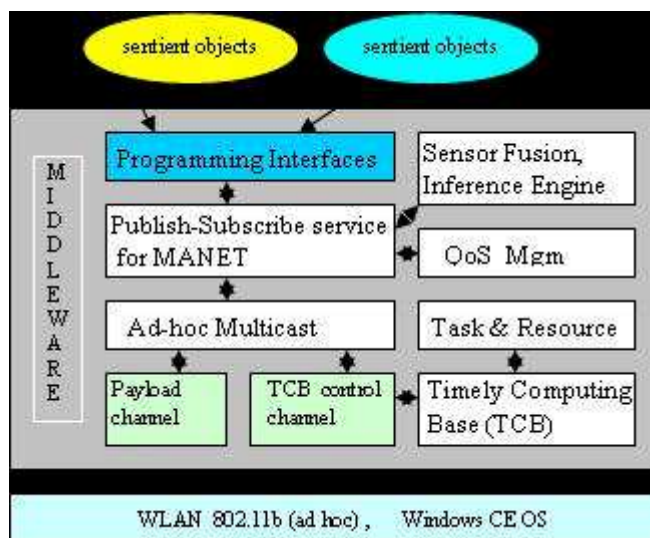 sentient objects
sentient objects
MIDDLEWARE
Programming Interfaces
Sensor Fusion,
Inference Engine
Publish-Subscribe service
for MANET
QoS Mgm
Ad-hoc Multicast
Task & Resource
Payload
channel
TCB control
channel
Timely Computing
Base (TCB)
WLAN 802.11b (ad hoc) , Windows CE OS